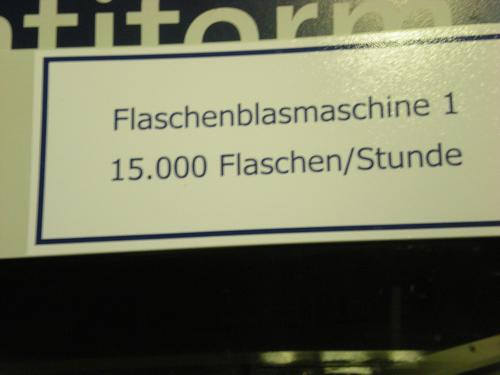 Flaschenblasmaschine 1
15.000 Flaschen/Stunde